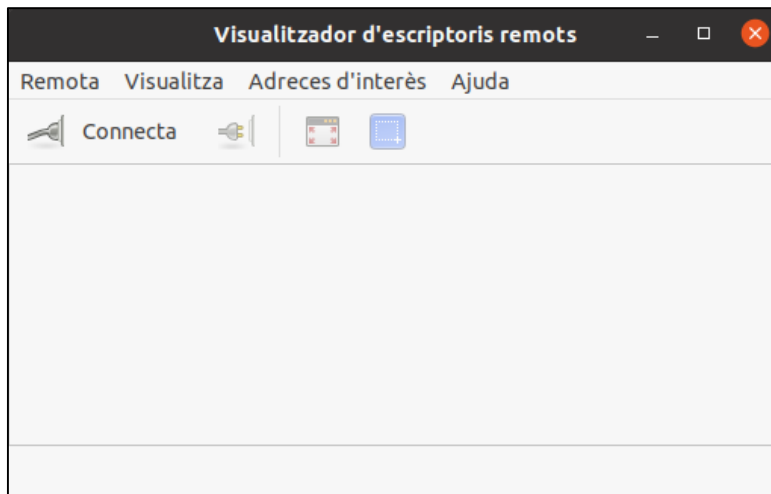 Visualitzador d'escriptoris remots
Remota Visualitza Adreces d'interès Ajuda
Connecta